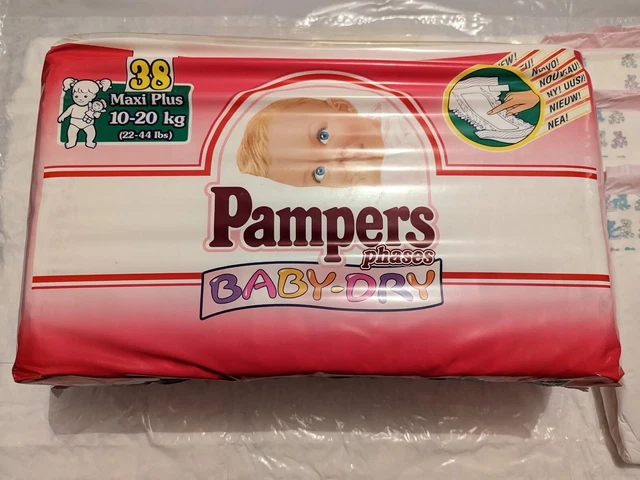 38
Maxi Plus
10-20 kg
(22-44 lbs)
NUOVO!
NOUVEAU!
NY! UUSI!
NIEUW!
NEA!
Pampers
phases
BABY-DRY